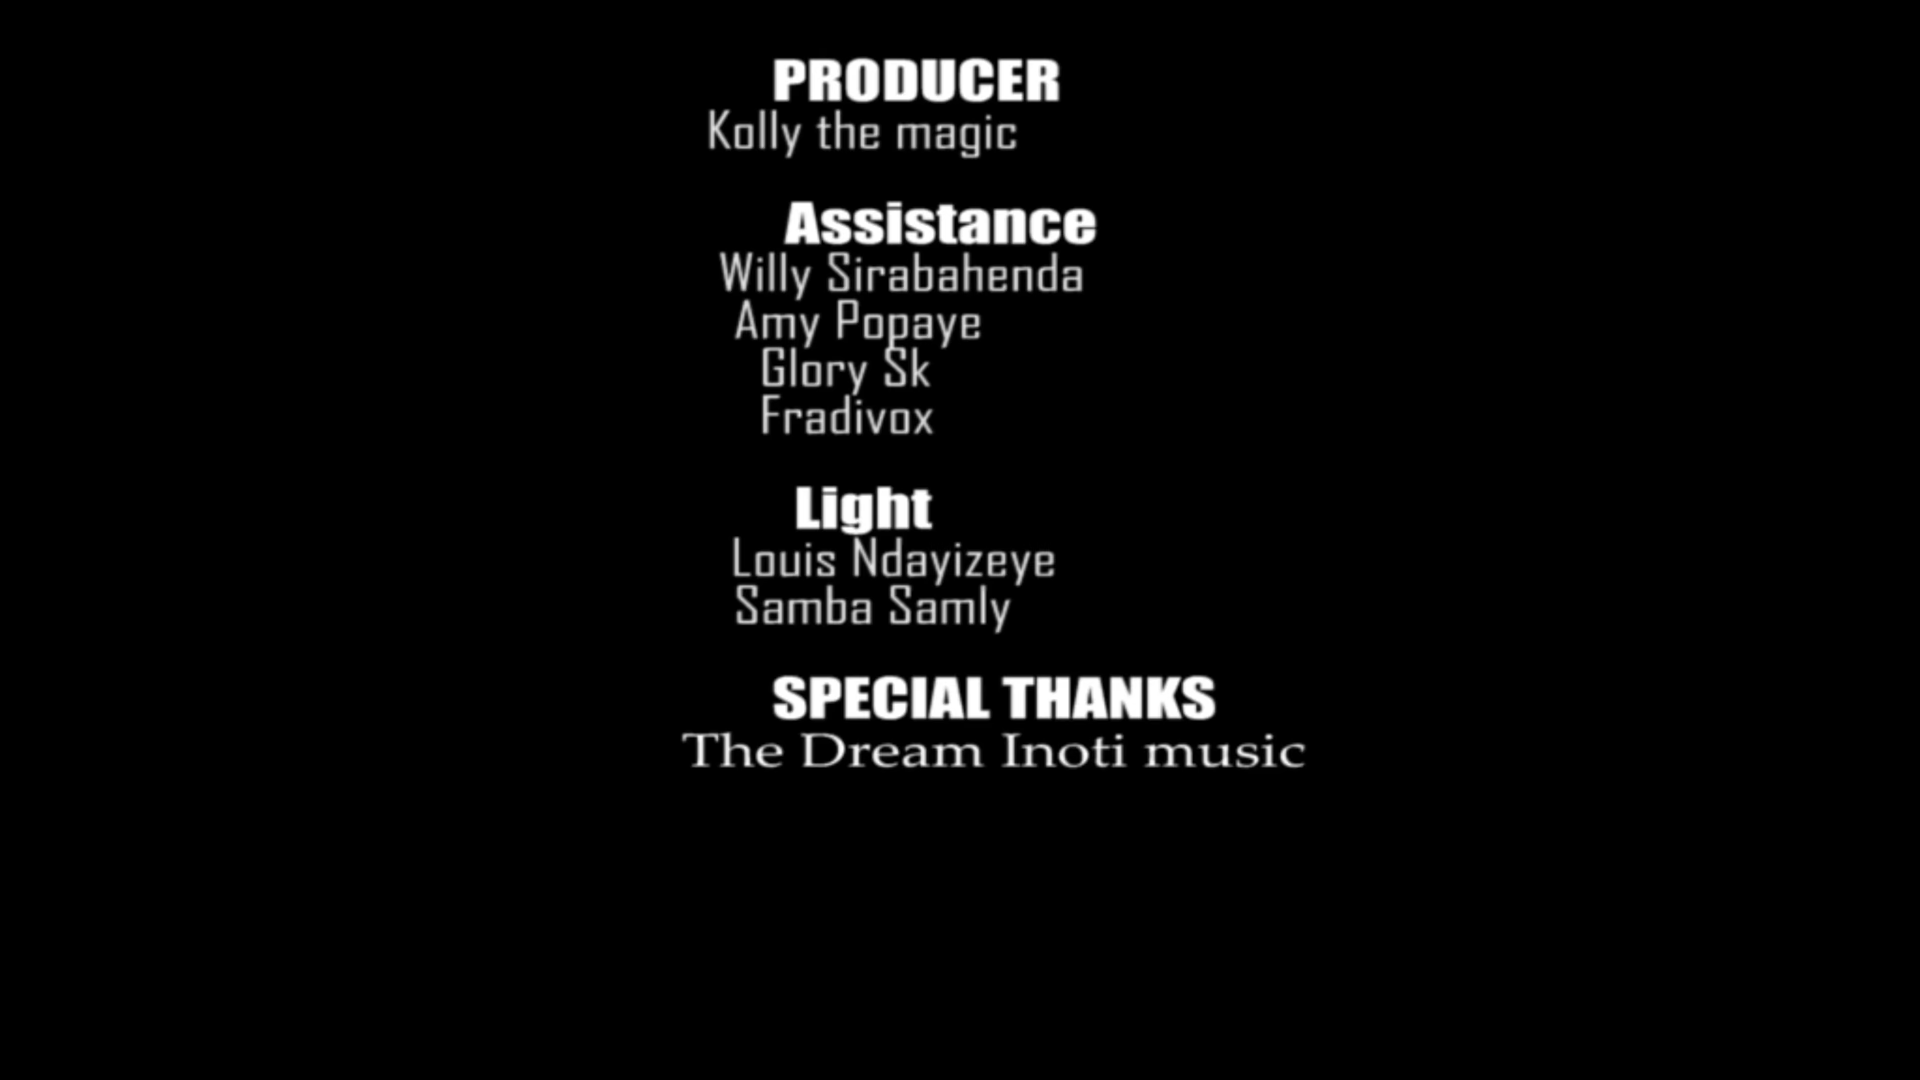 PRODUCER
Kolly the magic
Assistance
Willy Sirabahenda
Amy Popaye
Glory Sk
Fradivox
Light
Louis Ndayizeye
Samba Samly
SPECIAL THANKS
The Dream Inoti music